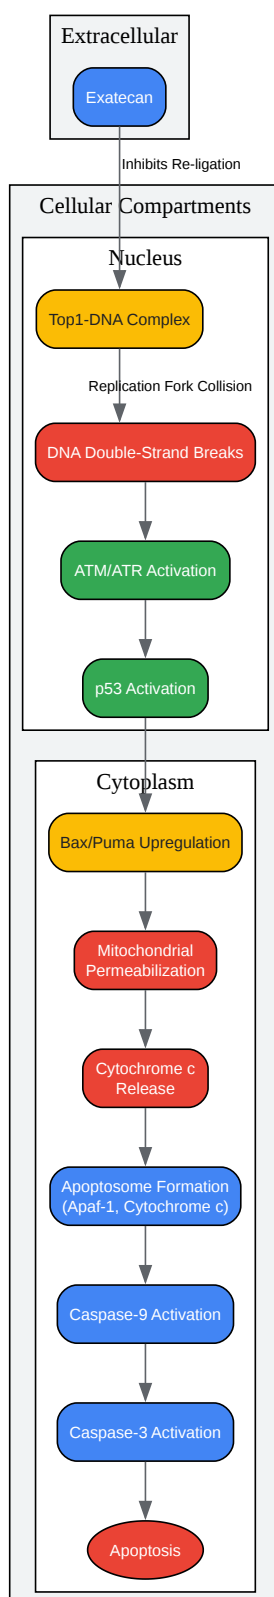 Extracellular
Exatecan
Inhibits Re-ligation
Cellular Compartments
Nucleus
Top1-DNA Complex
Replication Fork Collision
DNA Double-Strand Breaks
ATM/ATR Activation
p53 Activation
Cytoplasm
Bax/Puma Upregulation
Mitochondrial
Permeabilization
Cytochrome c
Release
Apoptosome Formation
(Apaf-1, Cytochrome c)
Caspase-9 Activation
Caspase-3 Activation
Apoptosis